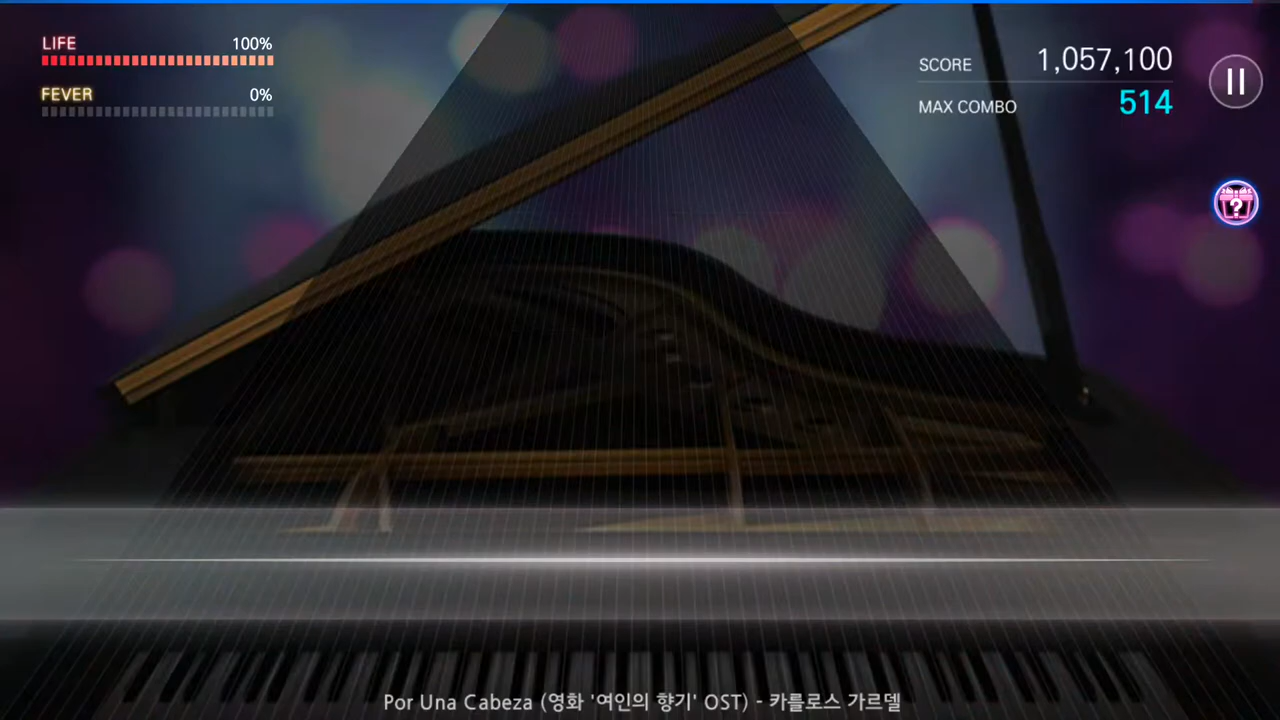 LIFE 100%
FEVER 0%
SCORE 1,057,100
MAX COMBO 514
?
Por Una Cabeza (영화 '여인의 향기' OST) - 카를로스 가르델